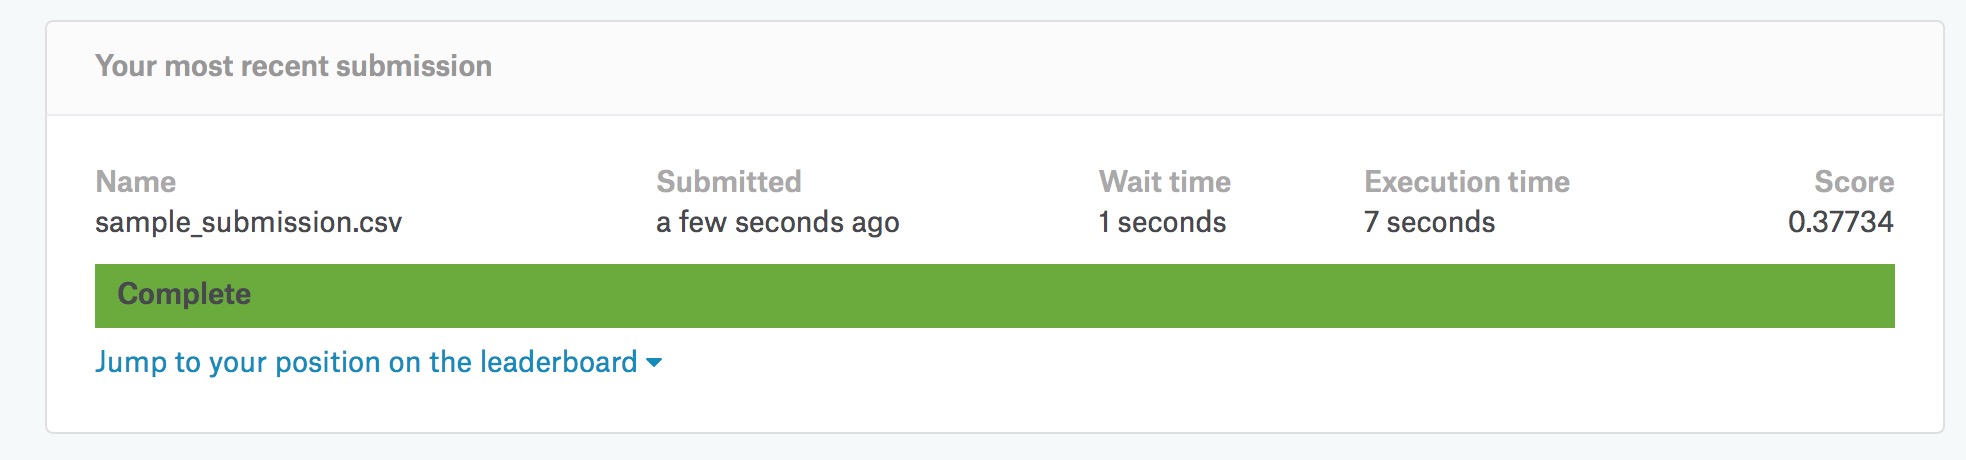 Your most recent submission
Name Submitted Wait time Execution time Score
sample_submission.csv a few seconds ago 1 seconds 7 seconds 0.37734
Complete
Jump to your position on the leaderboard